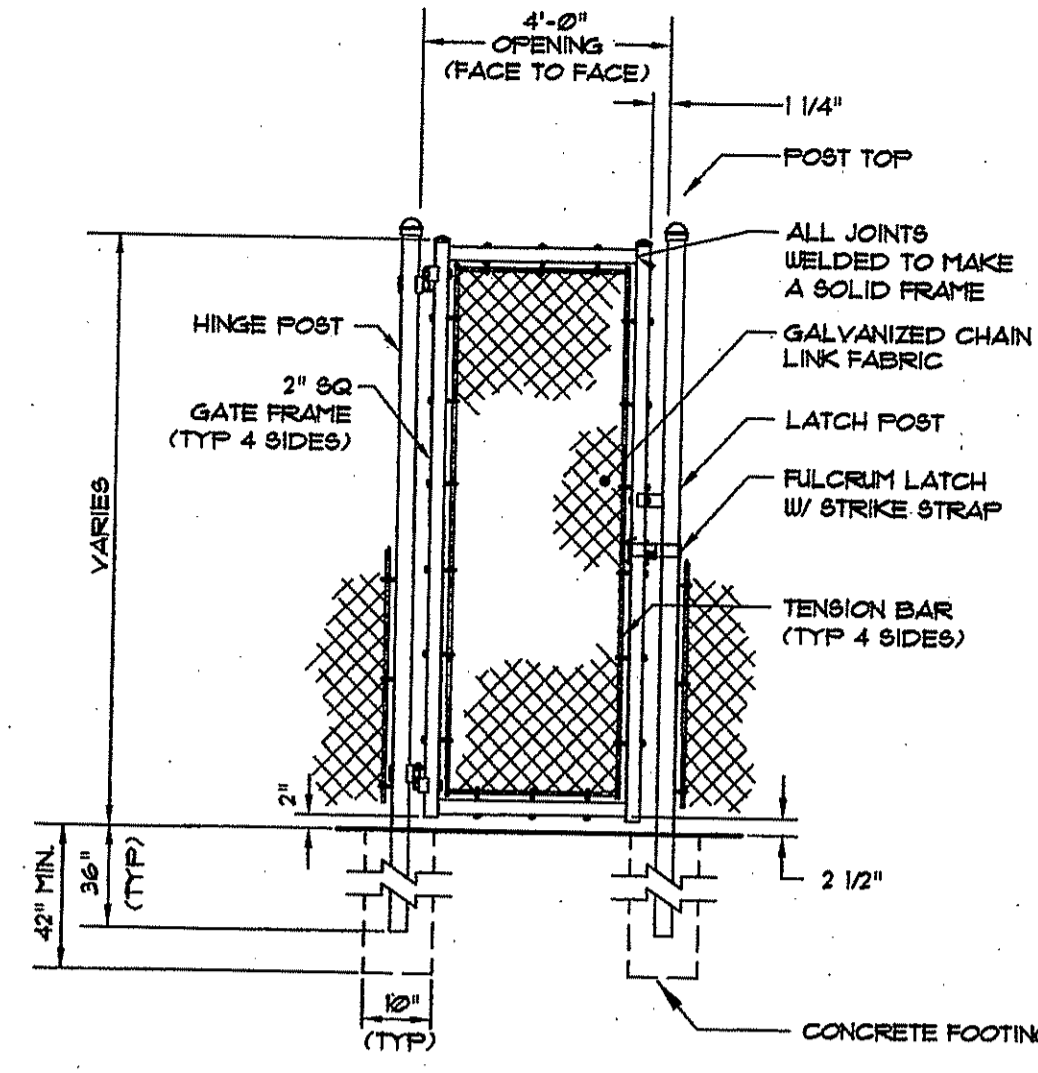 4'-0"
OPENING
(FACE TO FACE)
1 1/4"
POST TOP
ALL JOINTS
WELDED TO MAKE
A SOLID FRAME
HINGE POST
GALVANIZED CHAIN
LINK FABRIC
2" SQ
GATE FRAME
(TYP 4 SIDES)
LATCH POST
FULCRUM LATCH
W/ STRIKE STRAP
VARIES
TENSION BAR
(TYP 4 SIDES)
2"
42" MIN.
36"
(TYP)
2 1/2"
10"
(TYP)
CONCRETE FOOTING